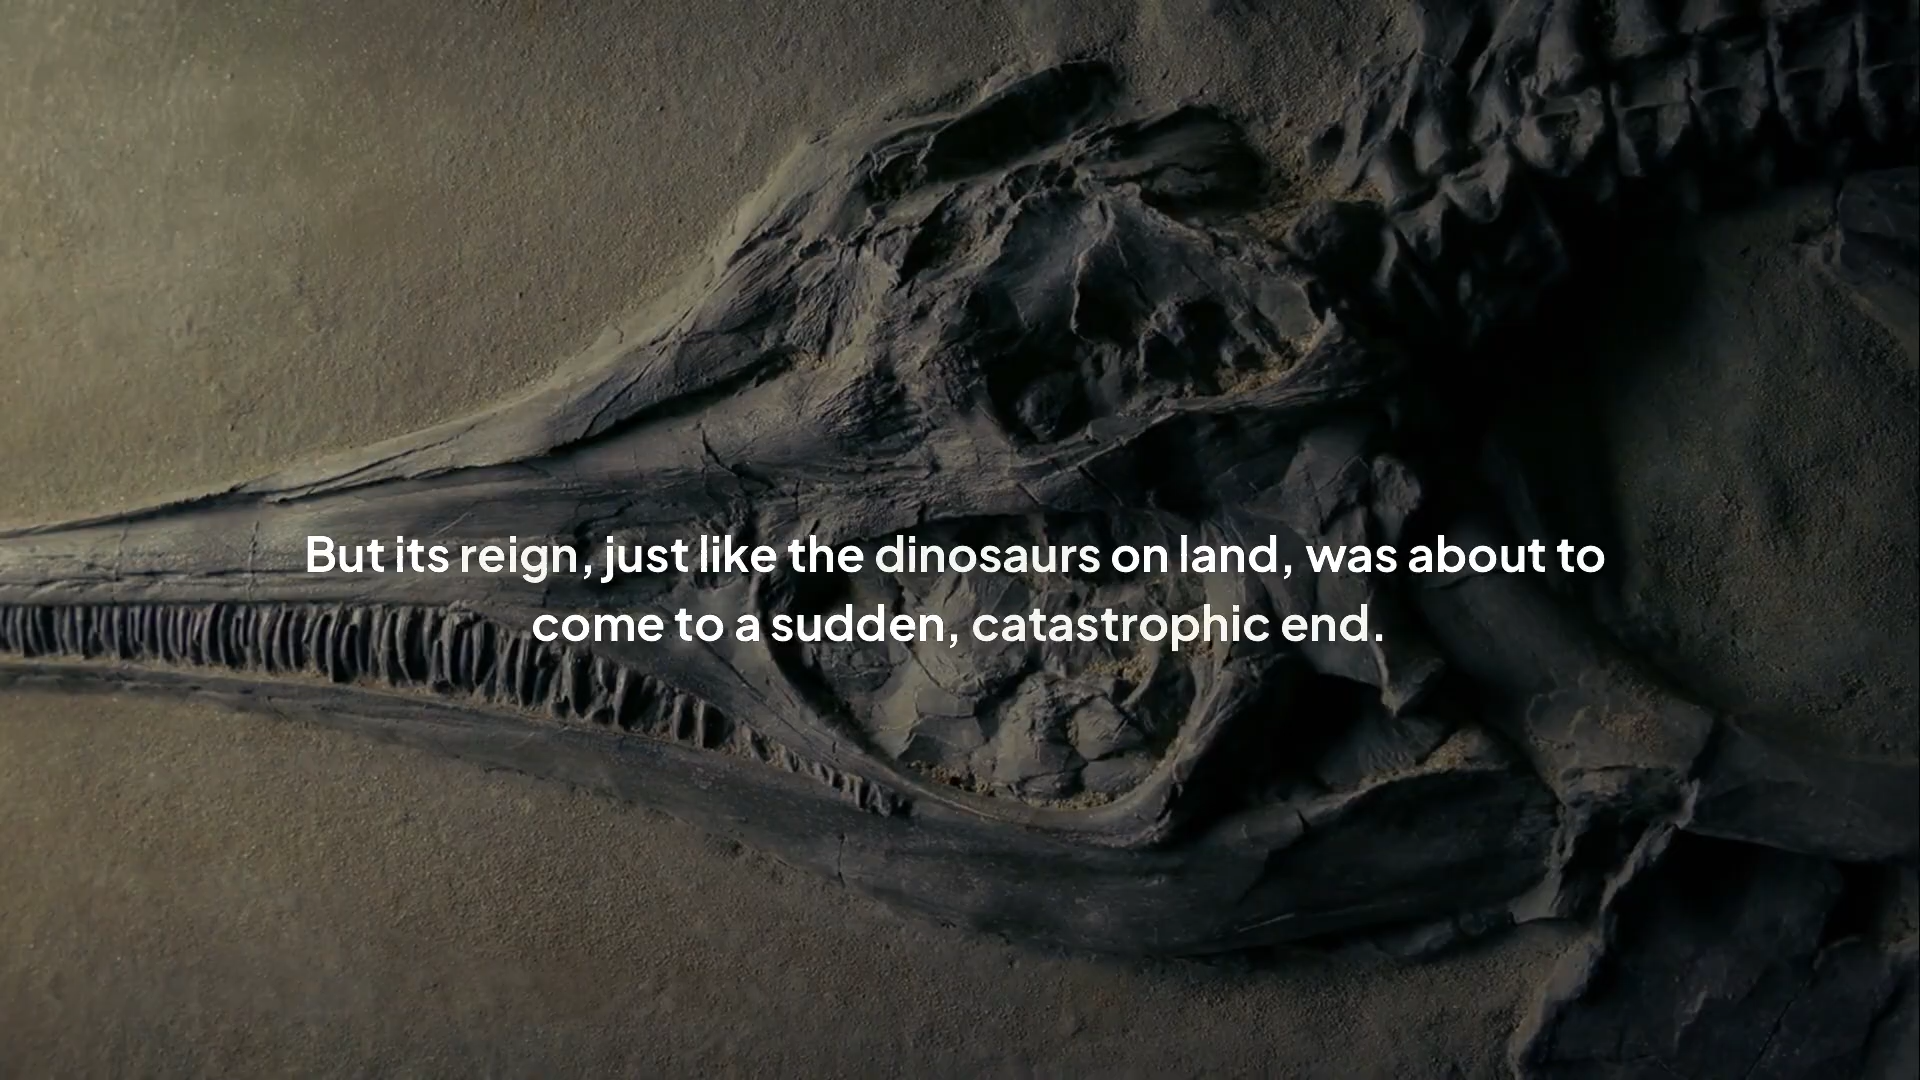 But its reign, just like the dinosaurs on land, was about to
come to a sudden, catastrophic end.